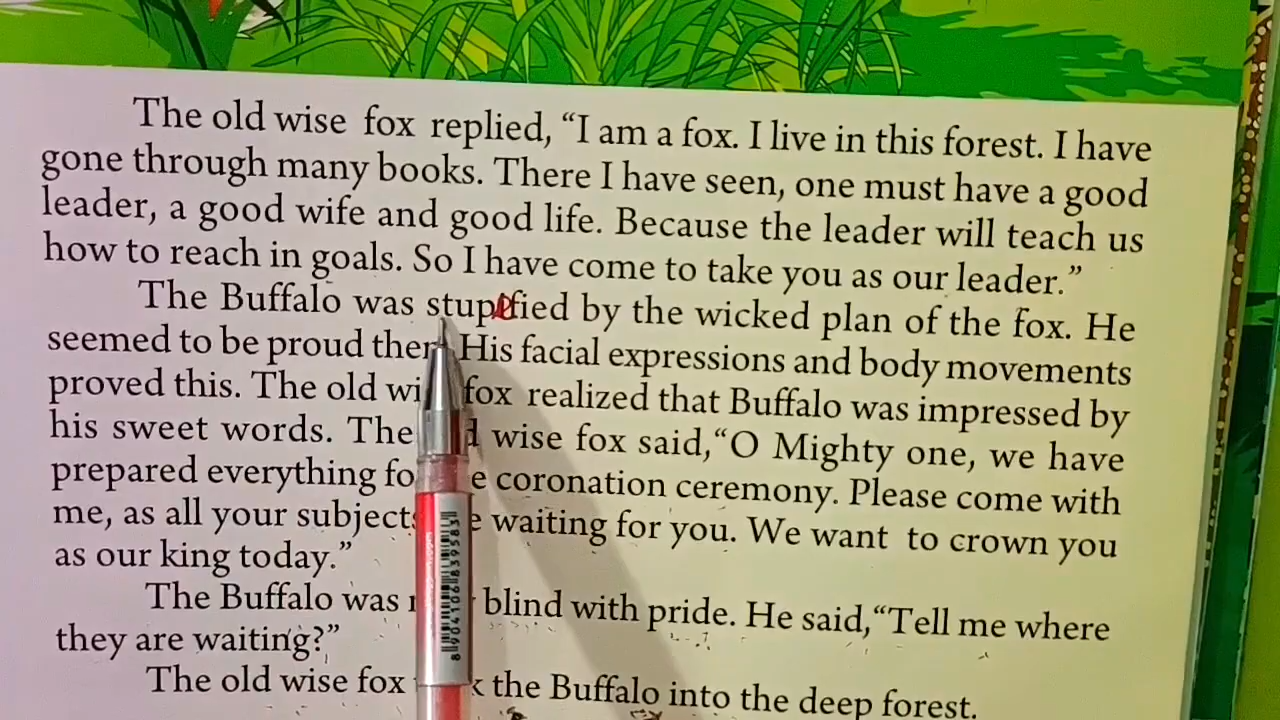 The old wise fox replied, “I am a fox. I live in this forest. I have
gone through many books. There I have seen, one must have a good
leader, a good wife and good life. Because the leader will teach us
how to reach in goals. So I have come to take you as our leader.”
The Buffalo was stupefied by the wicked plan of the fox. He
seemed to be proud then. His facial expressions and body movements
proved this. The old wise fox realized that Buffalo was impressed by
his sweet words. The old wise fox said,“O Mighty one, we have
prepared everything for the coronation ceremony. Please come with
me, as all your subjects are waiting for you. We want to crown you
as our king today.”
The Buffalo was blind with pride. He said,“Tell me where
they are waiting?”
The old wise fox the Buffalo into the deep forest.
8904106839583